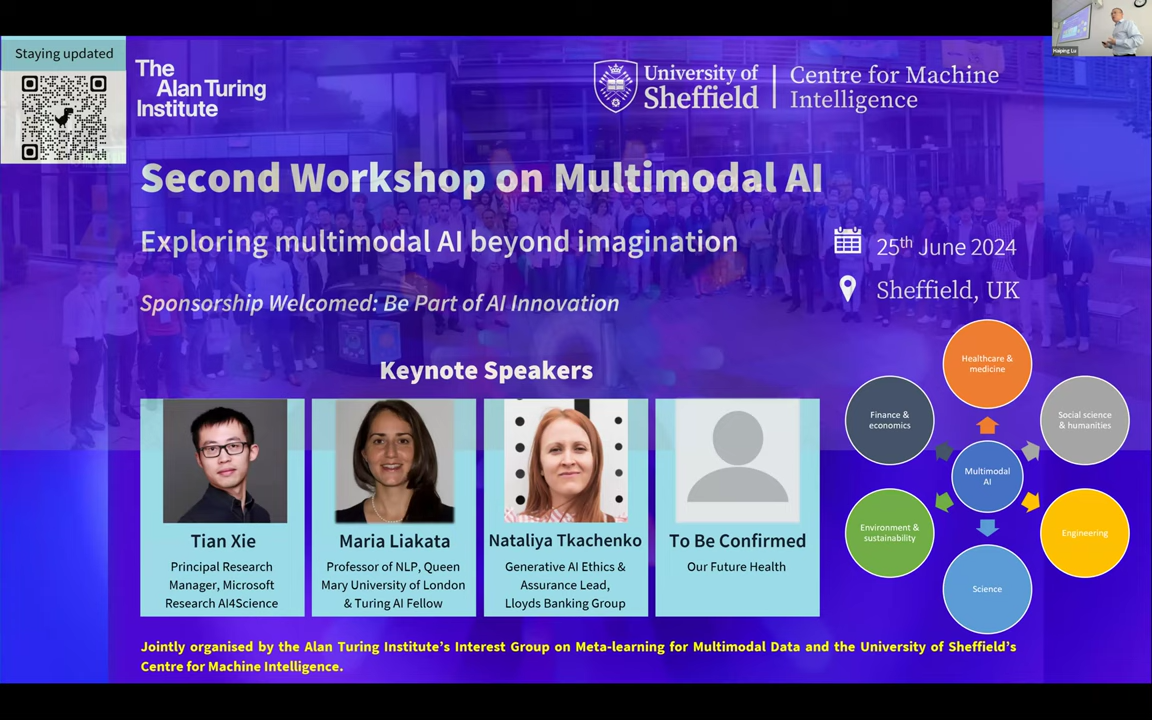 Staying updated
The
Alan Turing
Institute
University of
Sheffield
Centre for Machine
Intelligence
Haiping Lu
Second Workshop on Multimodal AI
Exploring multimodal AI beyond imagination
25th June 2024
Sponsorship Welcomed: Be Part of AI Innovation
Sheffield, UK
Keynote Speakers
Tian Xie
Principal Research
Manager, Microsoft
Research AI4Science
Maria Liakata
Professor of NLP, Queen
Mary University of London
& Turing AI Fellow
Nataliya Tkachenko
Generative AI Ethics &
Assurance Lead,
Lloyds Banking Group
To Be Confirmed
Our Future Health
Healthcare &
medicine
Finance &
economics
Social science
& humanities
Multimodal
AI
Environment &
sustainability
Engineering
Science
Jointly organised by the Alan Turing Institute's Interest Group on Meta-learning for Multimodal Data and the University of Sheffield's
Centre for Machine Intelligence.